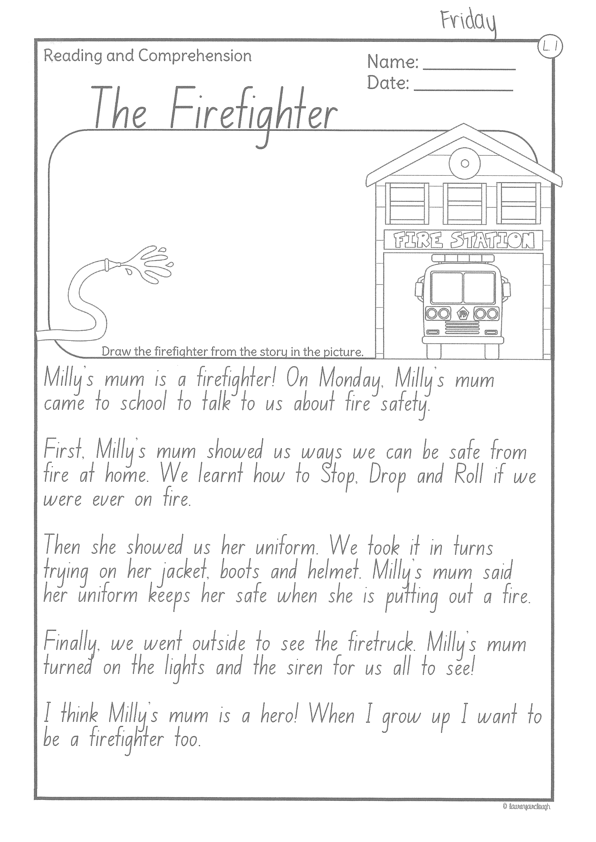 Friday
L1
Reading and Comprehension
Name:
Date:
The Firefighter
FIRE STATION
Draw the firefighter from the story in the picture.
Milly's mum is a firefighter! On Monday, Milly's mum
came to school to talk to us about fire safety.
First, Milly's mum showed us ways we can be safe from
fire at home. We learnt how to Stop, Drop and Roll if we
were ever on fire.
Then she showed us her uniform. We took it in turns
trying on her jacket, boots and helmet. Milly's mum said
her uniform keeps her safe when she is putting out a fire.
Finally, we went outside to see the firetruck. Milly's mum
turned on the lights and the siren for us all to see!
I think Milly's mum is a hero! When I grow up I want to
be a firefighter too.